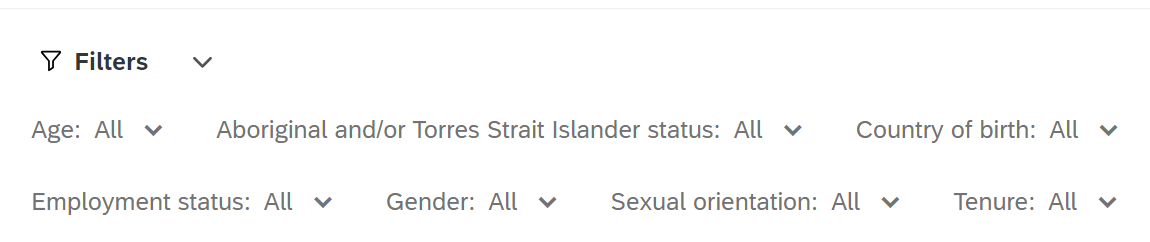 Filters
Age: All Aboriginal and/or Torres Strait Islander status: All Country of birth: All
Employment status: All Gender: All Sexual orientation: All Tenure: All